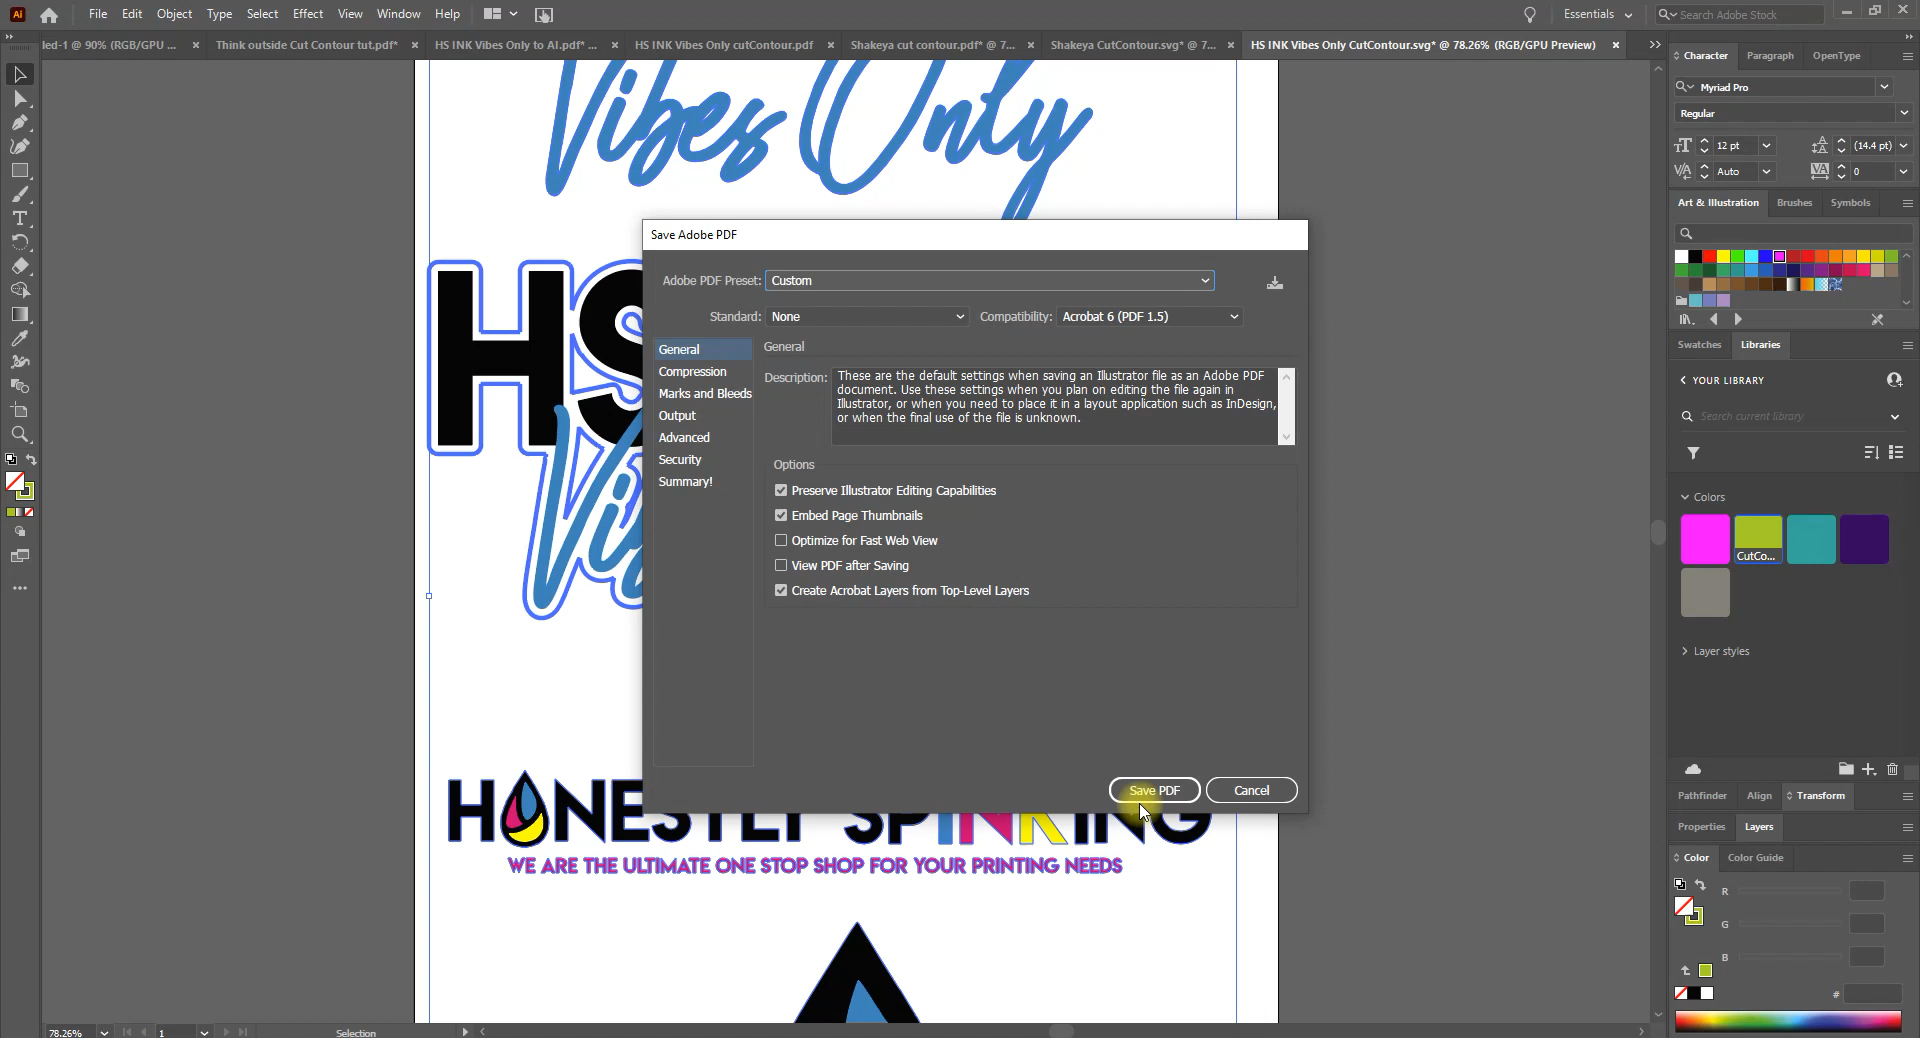 Ai
File Edit Object Type Select Effect View Window Help
Essentials
Search Adobe Stock
led-1 @ 90% (RGB/GPU ... ×
Think outside Cut Contour tut.pdf* ×
HS INK Vibes Only to AI.pdf* ... ×
HS INK Vibes Only cutContour.pdf ×
Shakeya cut contour.pdf* @ 7... ×
Shakeya CutContour.svg* @ 7... ×
HS INK Vibes Only CutContour.svg* @ 78.26% (RGB/GPU Preview) ×
Character Paragraph OpenType
Myriad Pro
Regular
12 pt
(14.4 pt)
Auto
0
Art & Illustration Brushes Symbols
Swatches Libraries
YOUR LIBRARY
Search current library
Colors
CutCo...
Layer styles
Pathfinder Align Transform
Properties Layers
Color Color Guide
R
G
B
#
Vibes Only
HS
Vi
Save Adobe PDF
Adobe PDF Preset: Custom
Standard: None
Compatibility: Acrobat 6 (PDF 1.5)
General
Compression
Marks and Bleeds
Output
Advanced
Security
Summary!
General
Description:
These are the default settings when saving an Illustrator file as an Adobe PDF
document. Use these settings when you plan on editing the file again in
Illustrator, or when you need to place it in a layout application such as InDesign,
or when the final use of the file is unknown.
Options
Preserve Illustrator Editing Capabilities
Embed Page Thumbnails
Optimize for Fast Web View
View PDF after Saving
Create Acrobat Layers from Top-Level Layers
Save PDF
Cancel
HONESTLY SPINKING
WE ARE THE ULTIMATE ONE STOP SHOP FOR YOUR PRINTING NEEDS
78.26%
1
Selection